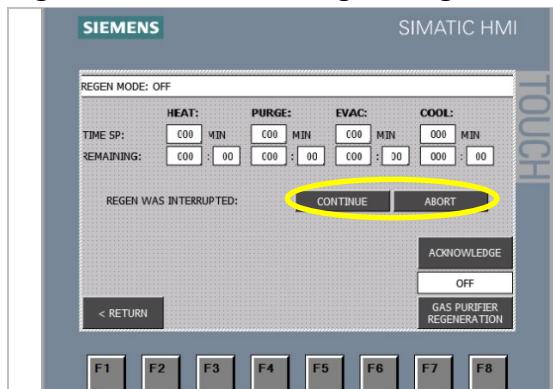 SIEMENS SIMATIC HMI
TOUCH
REGEN MODE: OFF
HEAT: PURGE: EVAC: COOL:
TIME SP: 000 MIN 000 MIN 000 MIN 000 MIN
REMAINING: 000 : 00 000 : 00 000 : 00 000 : 00
REGEN WAS INTERRUPTED: CONTINUE ABORT
ACKNOWLEDGE
OFF
< RETURN
GAS PURIFIER
REGENERATION
F1 F2 F3 F4 F5 F6 F7 F8